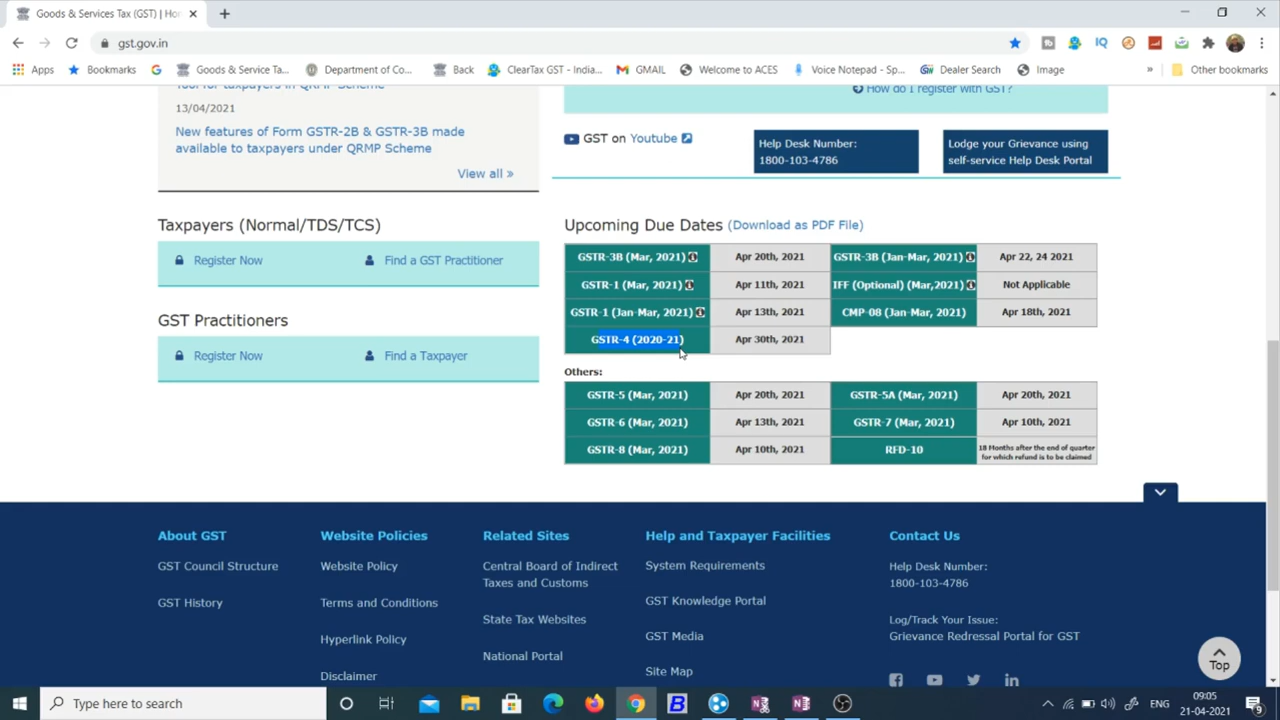 Goods & Services Tax (GST) | Hom
gst.gov.in
Apps
Bookmarks
Goods & Service Ta...
Department of Co...
Back
ClearTax GST - India...
GMAIL
Welcome to ACES
Voice Notepad - Sp...
Dealer Search
Image
»
Other bookmarks
Tool for taxpayers in QRMP Scheme
13/04/2021
New features of Form GSTR-2B & GSTR-3B made
available to taxpayers under QRMP Scheme
View all »
How do I register with GST?
GST on Youtube
Help Desk Number:
1800-103-4786
Lodge your Grievance using
self-service Help Desk Portal
Taxpayers (Normal/TDS/TCS)
Register Now
Find a GST Practitioner
GST Practitioners
Register Now
Find a Taxpayer
Upcoming Due Dates (Download as PDF File)
GSTR-3B (Mar, 2021) Apr 20th, 2021 GSTR-3B (Jan-Mar, 2021) Apr 22, 24 2021
GSTR-1 (Mar, 2021) Apr 11th, 2021 IFF (Optional) (Mar,2021) Not Applicable
GSTR-1 (Jan-Mar, 2021) Apr 13th, 2021 CMP-08 (Jan-Mar, 2021) Apr 18th, 2021
GSTR-4 (2020-21) Apr 30th, 2021
Others:
GSTR-5 (Mar, 2021) Apr 20th, 2021 GSTR-5A (Mar, 2021) Apr 20th, 2021
GSTR-6 (Mar, 2021) Apr 13th, 2021 GSTR-7 (Mar, 2021) Apr 10th, 2021
GSTR-8 (Mar, 2021) Apr 10th, 2021 RFD-10 18 Months after the end of quarter
for which refund is to be claimed
About GST
GST Council Structure
GST History
Website Policies
Website Policy
Terms and Conditions
Hyperlink Policy
Disclaimer
Related Sites
Central Board of Indirect
Taxes and Customs
State Tax Websites
National Portal
Help and Taxpayer Facilities
System Requirements
GST Knowledge Portal
GST Media
Site Map
Contact Us
Help Desk Number:
1800-103-4786
Log/Track Your Issue:
Grievance Redressal Portal for GST
Top
Type here to search
ENG
09:05
21-04-2021